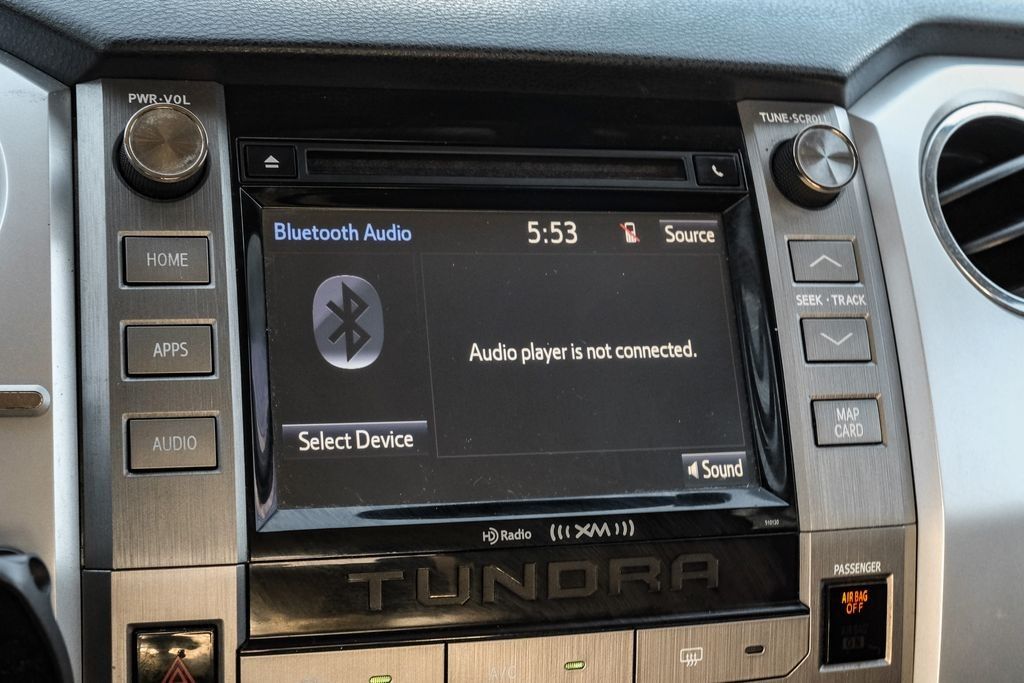 PWR·VOL
TUNE·SCROLL
HOME
APPS
AUDIO
Bluetooth Audio
5:53
Source
Audio player is not connected.
Select Device
Sound
SEEK · TRACK
MAP
CARD
HD Radio
(((XM)))
510130
TUNDRA
PASSENGER
AIR BAG
OFF
A/C